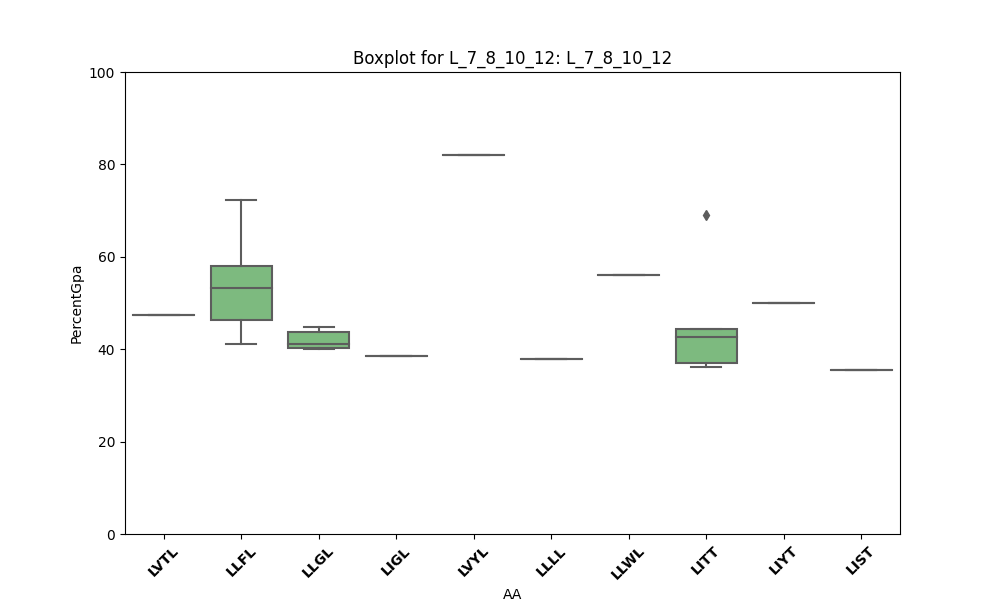 Boxplot for L_7_8_10_12: L_7_8_10_12
100
80
60
40
20
0
PercentGpa
LVTL
LLFL
LLGL
LIGL
LVYL
LLLL
LLWL
LITT
LIYT
LIST
AA